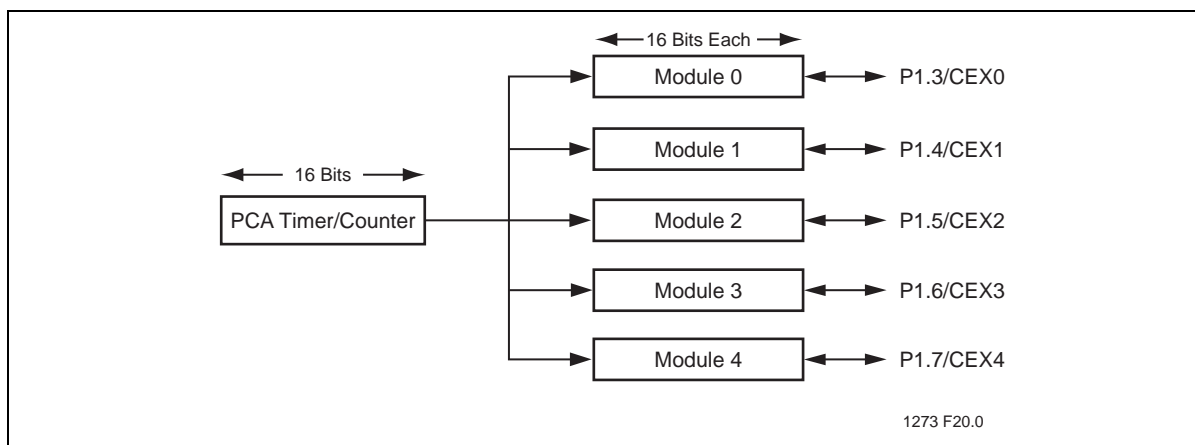 16 Bits Each
Module 0
P1.3/CEX0
Module 1
P1.4/CEX1
16 Bits
PCA Timer/Counter
Module 2
P1.5/CEX2
Module 3
P1.6/CEX3
Module 4
P1.7/CEX4
1273 F20.0